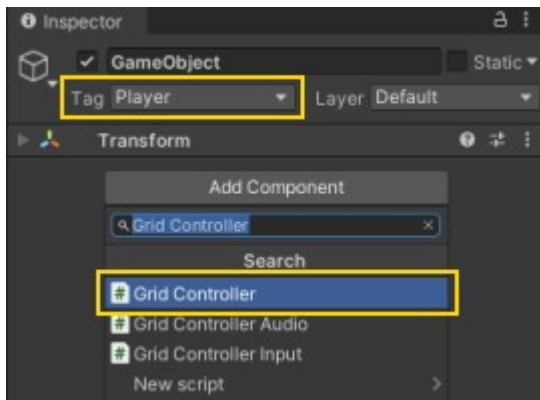 Inspector
GameObject Static
Tag Player Layer Default
Transform
Add Component
Grid Controller
Search
# Grid Controller
# Grid Controller Audio
# Grid Controller Input
New script